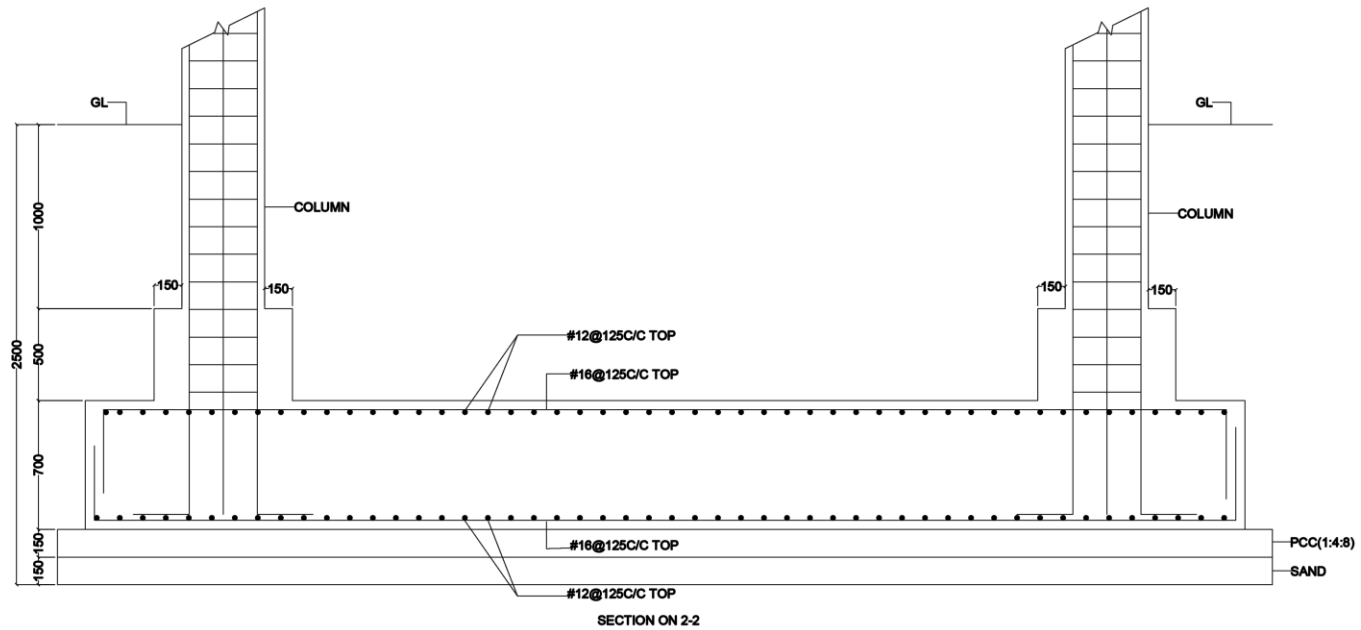 GL
GL
COLUMN
COLUMN
1000
150
150
150
150
#12@125C/C TOP
2500
500
#16@125C/C TOP
700
#16@125C/C TOP
150
PCC(1:4:8)
150
SAND
#12@125C/C TOP
SECTION ON 2-2